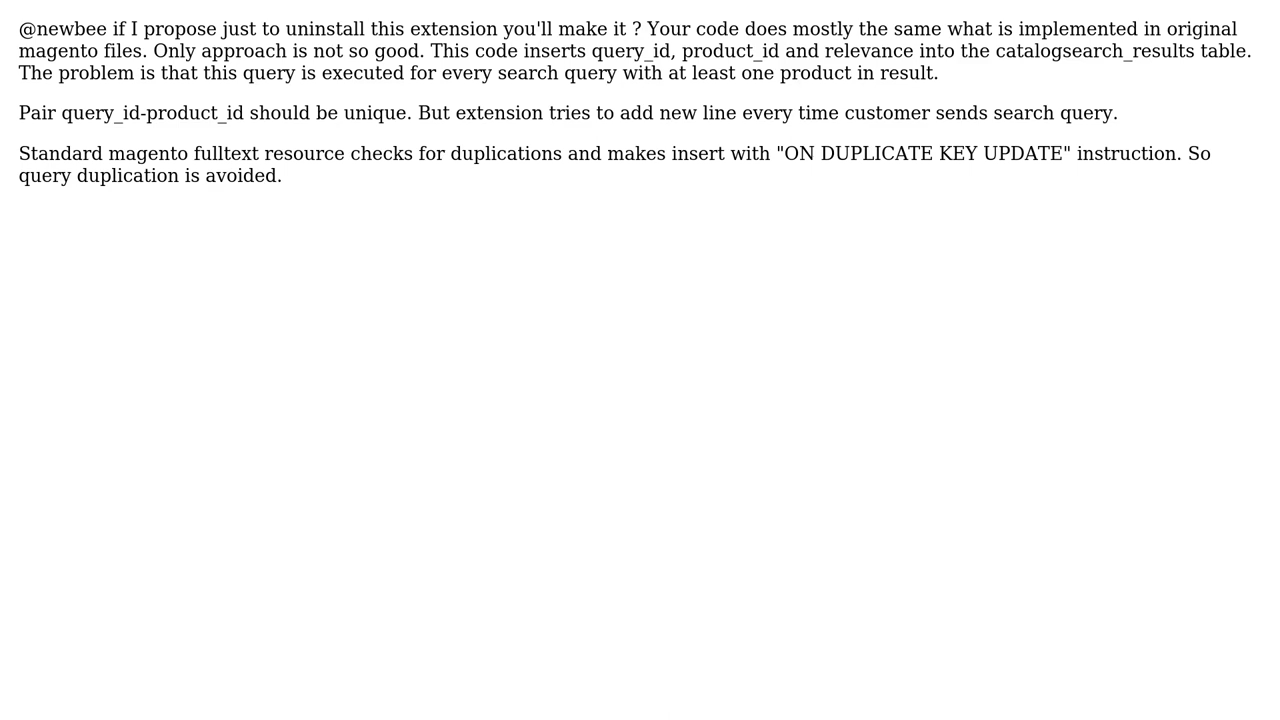 @newbee if I propose just to uninstall this extension you'll make it ? Your code does mostly the same what is implemented in original
magento files. Only approach is not so good. This code inserts query_id, product_id and relevance into the catalogsearch_results table.
The problem is that this query is executed for every search query with at least one product in result.
Pair query_id-product_id should be unique. But extension tries to add new line every time customer sends search query.
Standard magento fulltext resource checks for duplications and makes insert with "ON DUPLICATE KEY UPDATE" instruction. So
query duplication is avoided.